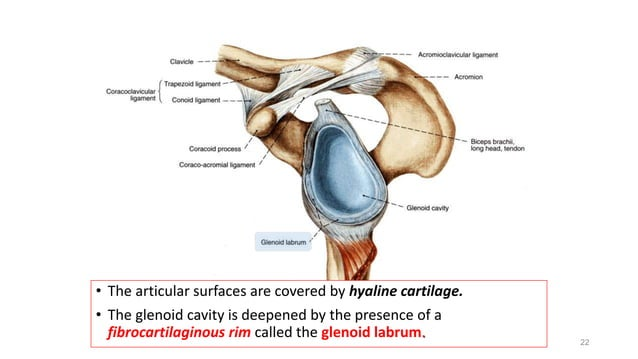 Clavicle
Acromioclavicular ligament
Acromion
Trapezoid ligament
Coracoclavicular
ligament
Conoid ligament
Coracoid process
Coraco-acromial ligament
Biceps brachii,
long head, tendon
Glenoid cavity
Glenoid labrum
• The articular surfaces are covered by hyaline cartilage.
• The glenoid cavity is deepened by the presence of a
fibrocartilaginous rim called the glenoid labrum.
22